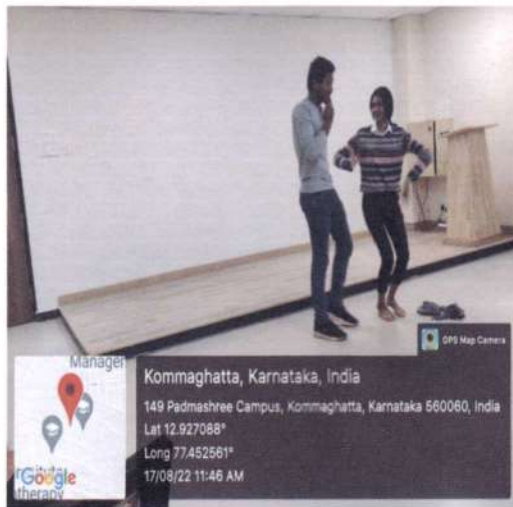 GPS Map Camera
Manager
Google
therapy
Kommaghatta, Karnataka, India
149 Padmashree Campus, Kommaghatta, Karnataka 560060, India
Lat 12.927088°
Long 77.452561°
17/08/22 11:46 AM